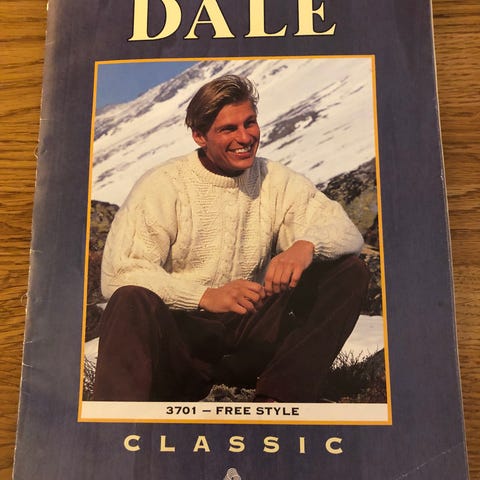 DALE
3701 – FREE STYLE
CLASSIC